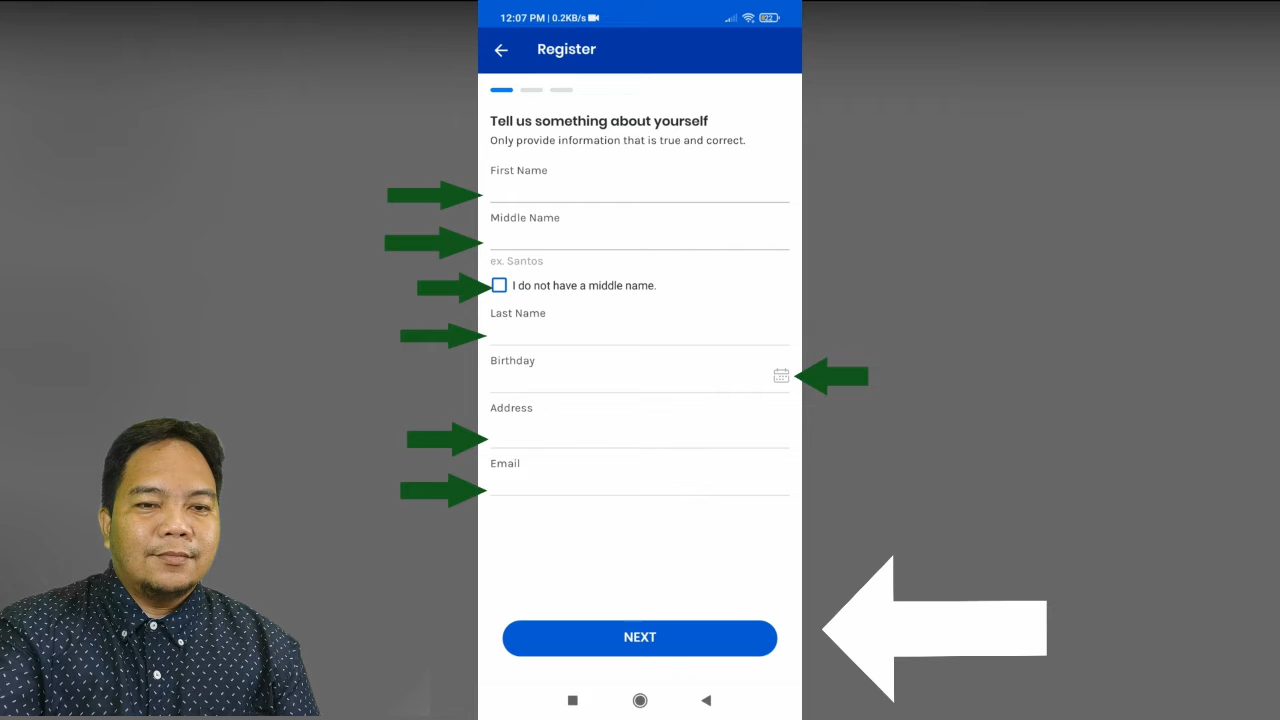 12:07 PM | 0.2KB/s
22
Register
Tell us something about yourself
Only provide information that is true and correct.
First Name
Middle Name
ex. Santos
I do not have a middle name.
Last Name
Birthday
Address
Email
NEXT